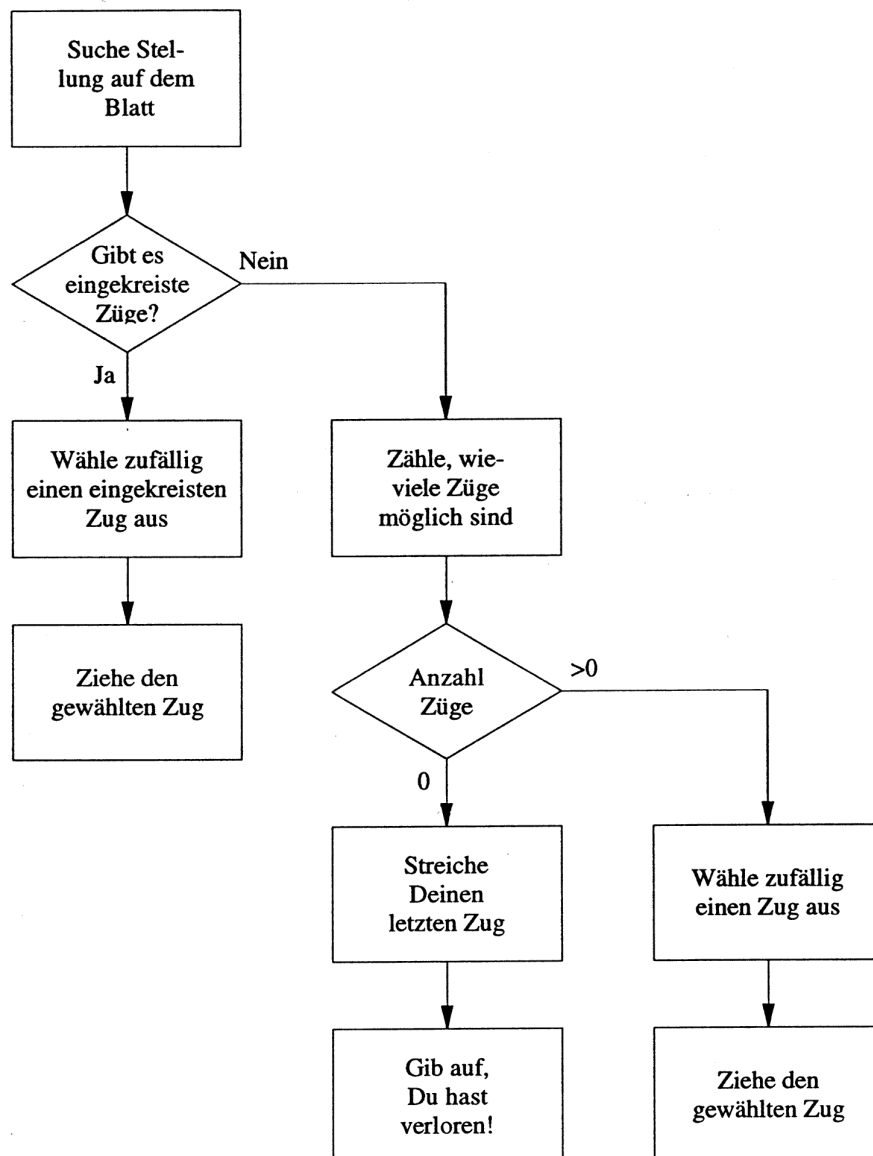 Suche Stel-
lung auf dem
Blatt
Gibt es
eingekreiste
Züge?
Nein
Ja
Wähle zufällig
einen eingekreisten
Zug aus
Zähle, wie-
viele Züge
möglich sind
Ziehe den
gewählten Zug
Anzahl
Züge
>0
0
Streiche
Deinen
letzten Zug
Wähle zufällig
einen Zug aus
Gib auf,
Du hast
verloren!
Ziehe den
gewählten Zug